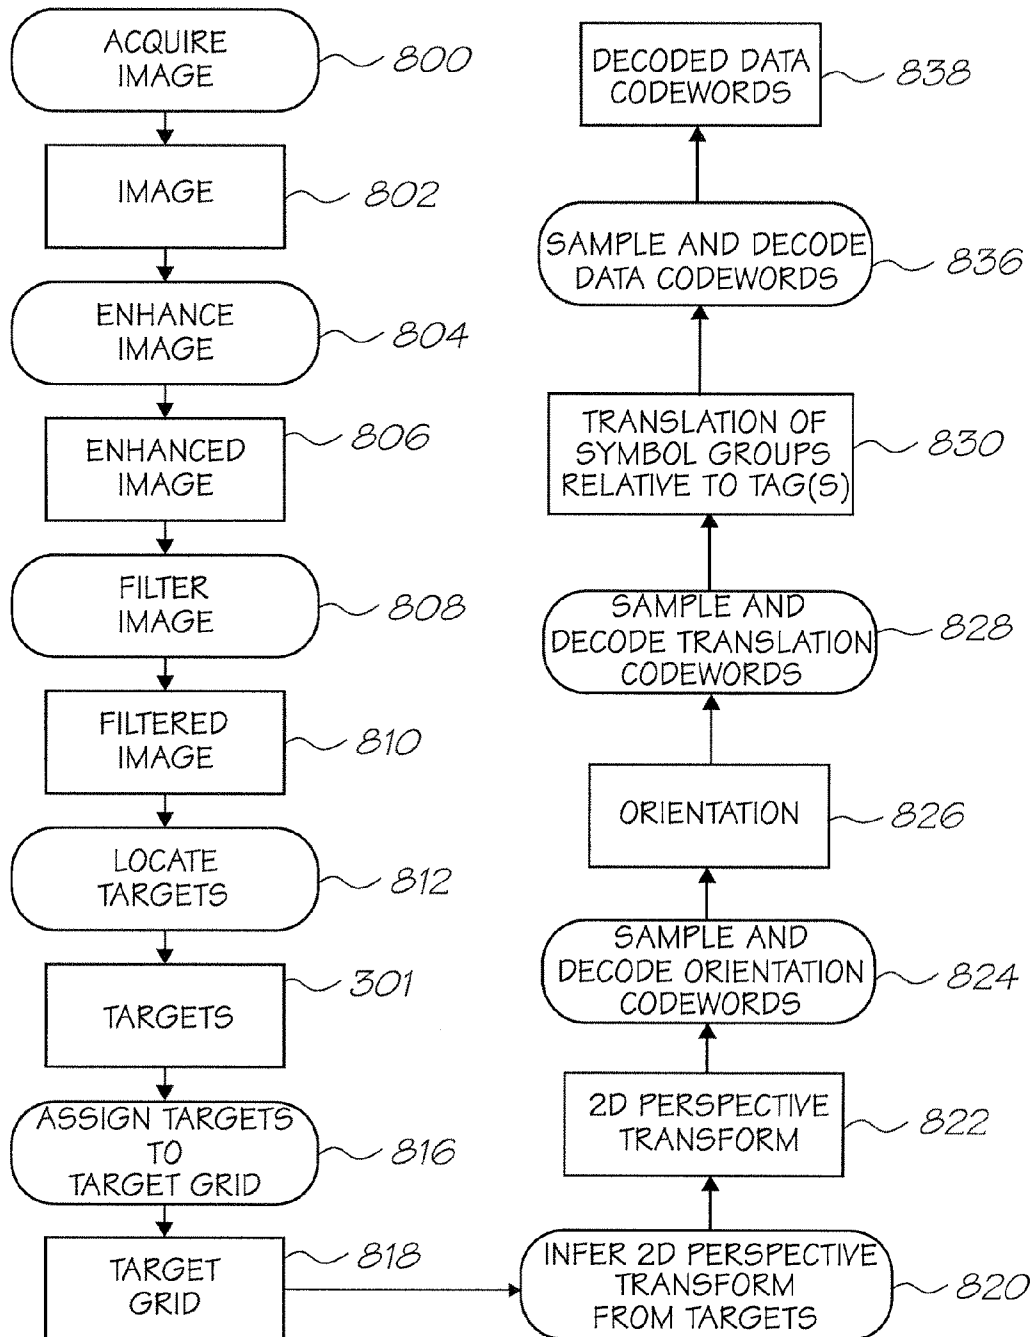 ACQUIRE
IMAGE
800
IMAGE
802
ENHANCE
IMAGE
804
ENHANCED
IMAGE
806
FILTER
IMAGE
808
FILTERED
IMAGE
810
LOCATE
TARGETS
812
TARGETS
301
ASSIGN TARGETS
TO
TARGET GRID
816
TARGET
GRID
818
INFER 2D PERSPECTIVE
TRANSFORM
FROM TARGETS
820
2D PERSPECTIVE
TRANSFORM
822
SAMPLE AND
DECODE ORIENTATION
CODEWORDS
824
ORIENTATION
826
SAMPLE AND
DECODE TRANSLATION
CODEWORDS
828
TRANSLATION OF
SYMBOL GROUPS
RELATIVE TO TAG(S)
830
SAMPLE AND DECODE
DATA CODEWORDS
836
DECODED DATA
CODEWORDS
838